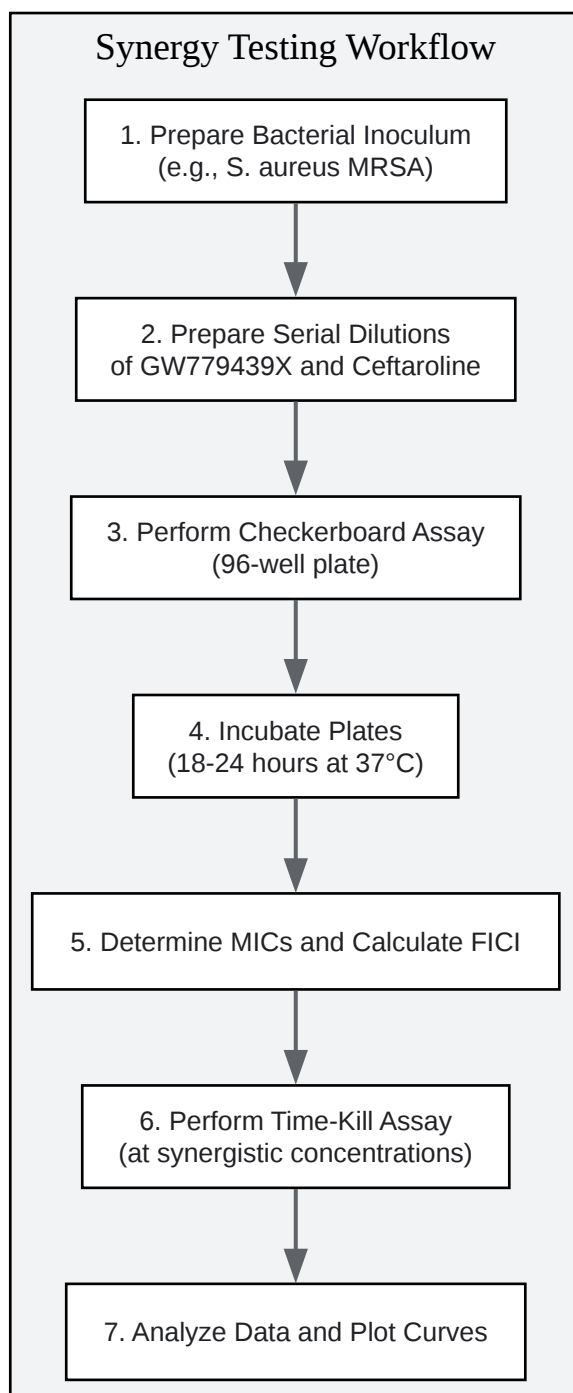 Synergy Testing Workflow
1. Prepare Bacterial Inoculum
(e.g., S. aureus MRSA)
2. Prepare Serial Dilutions
of GW779439X and Ceftaroline
3. Perform Checkerboard Assay
(96-well plate)
4. Incubate Plates
(18-24 hours at 37°C)
5. Determine MICs and Calculate FICI
6. Perform Time-Kill Assay
(at synergistic concentrations)
7. Analyze Data and Plot Curves